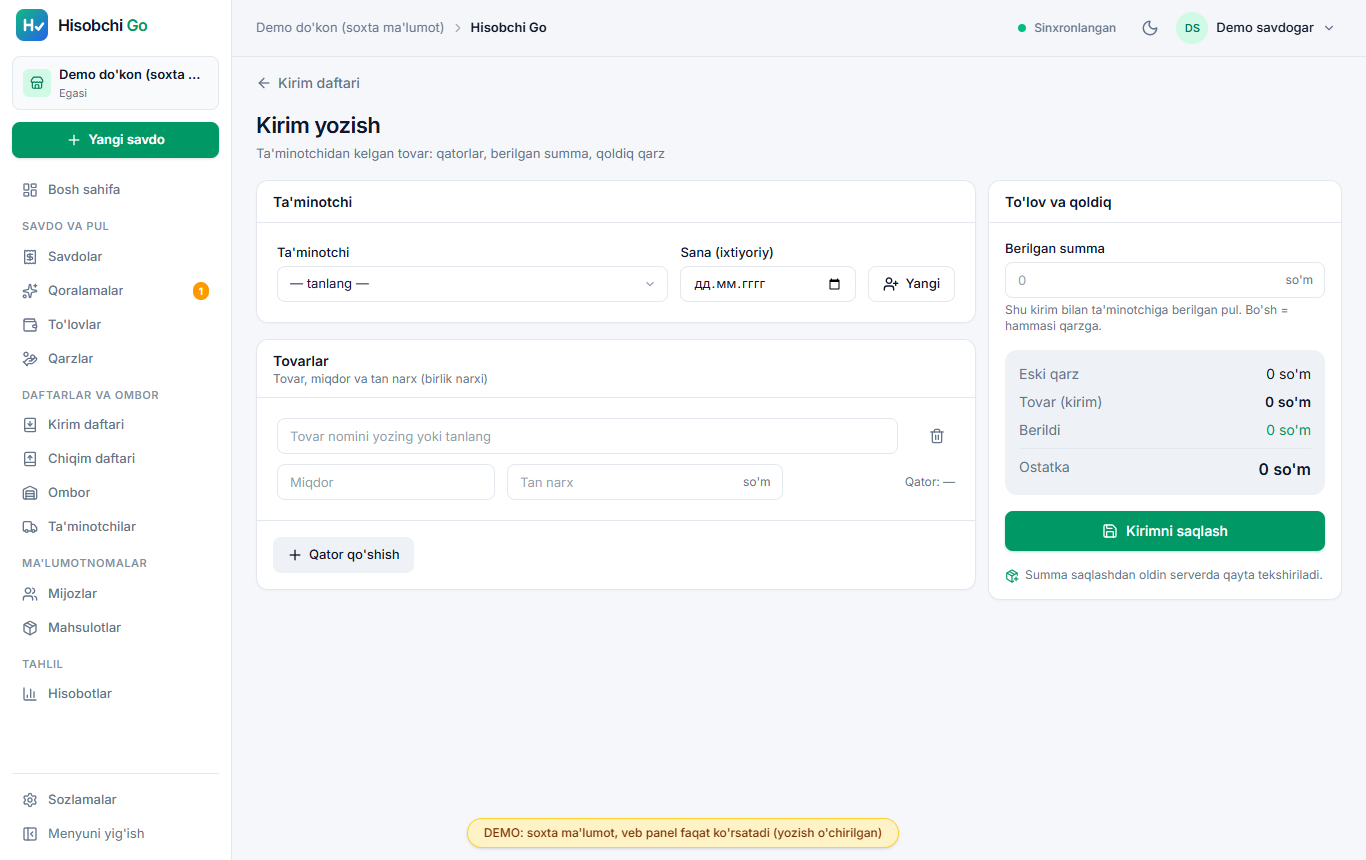 Hisobchi Go
Demo do'kon (soxta ...
Egasi
Yangi savdo
Bosh sahifa
SAVDO VA PUL
Savdolar
Qoralamalar
1
To'lovlar
Qarzlar
DAFTARLAR VA OMBOR
Kirim daftari
Chiqim daftari
Ombor
Ta'minotchilar
MA'LUMOTNOMALAR
Mijozlar
Mahsulotlar
TAHLIL
Hisobotlar
Sozlamalar
Menyuni yig'ish
Demo do'kon (soxta ma'lumot) Hisobchi Go
Sinxronlangan
DS Demo savdogar
Kirim daftari
Kirim yozish
Ta'minotchidan kelgan tovar: qatorlar, berilgan summa, qoldiq qarz
Ta'minotchi
Ta'minotchi
— tanlang —
Sana (ixtiyoriy)
дд.мм.гггг
Yangi
Tovarlar
Tovar, miqdor va tan narx (birlik narxi)
Tovar nomini yozing yoki tanlang
Miqdor
Tan narx so'm
Qator: —
Qator qo'shish
To'lov va qoldiq
Berilgan summa
0 so'm
Shu kirim bilan ta'minotchiga berilgan pul. Bo'sh =
hammasi qarzga.
Eski qarz 0 so'm
Tovar (kirim) 0 so'm
Berildi 0 so'm
Ostatka 0 so'm
Kirimni saqlash
Summa saqlashdan oldin serverda qayta tekshiriladi.
DEMO: soxta ma'lumot, veb panel faqat ko'rsatadi (yozish o'chirilgan)